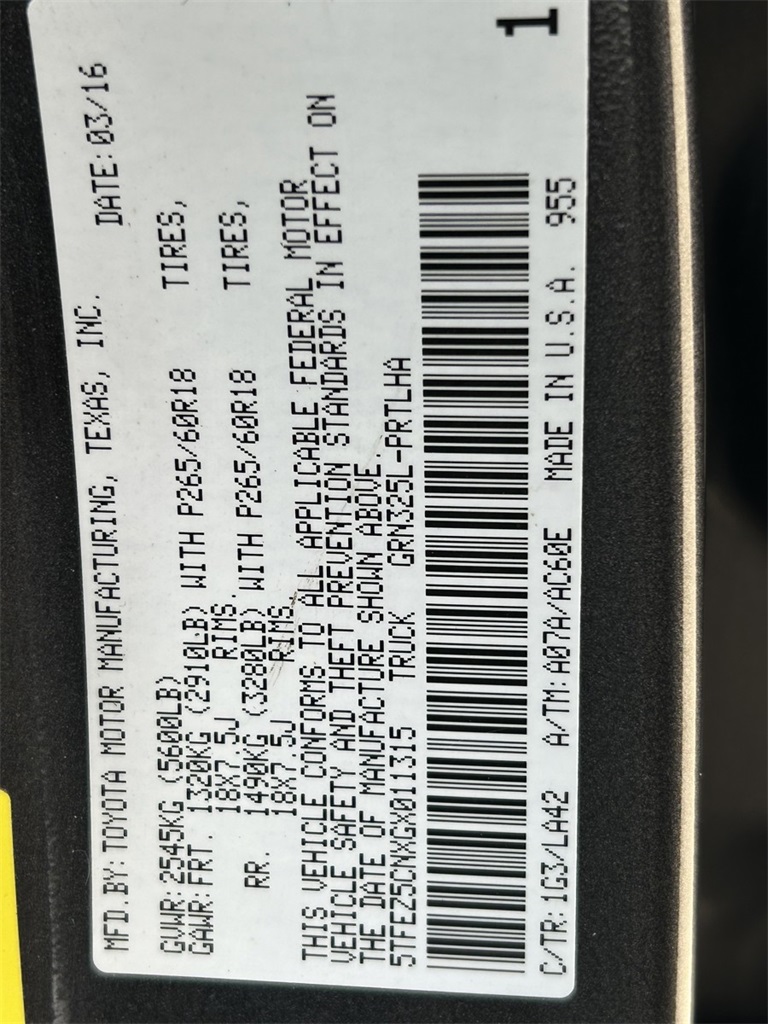 MFD.BY:TOYOTA MOTOR MANUFACTURING, TEXAS, INC. DATE:03/16
GVWR:2545KG (5600LB)
GAWR:FRT. 1320KG (2910LB) WITH P265/60R18 TIRES,
18X7.5J RIMS.
RR. 1490KG (3280LB) WITH P265/60R18 TIRES,
18X7.5J RIMS
THIS VEHICLE CONFORMS TO ALL APPLICABLE FEDERAL MOTOR
VEHICLE SAFETY AND THEFT PREVENTION STANDARDS IN EFFECT ON
THE DATE OF MANUFACTURE SHOWN ABOVE.
5TFEZ5CNXGX011315 TRUCK GRN325L-PRTLHA
C/TR:1G3/LA42 A/TM:A07A/AC60E MADE IN U.S.A. 955
1